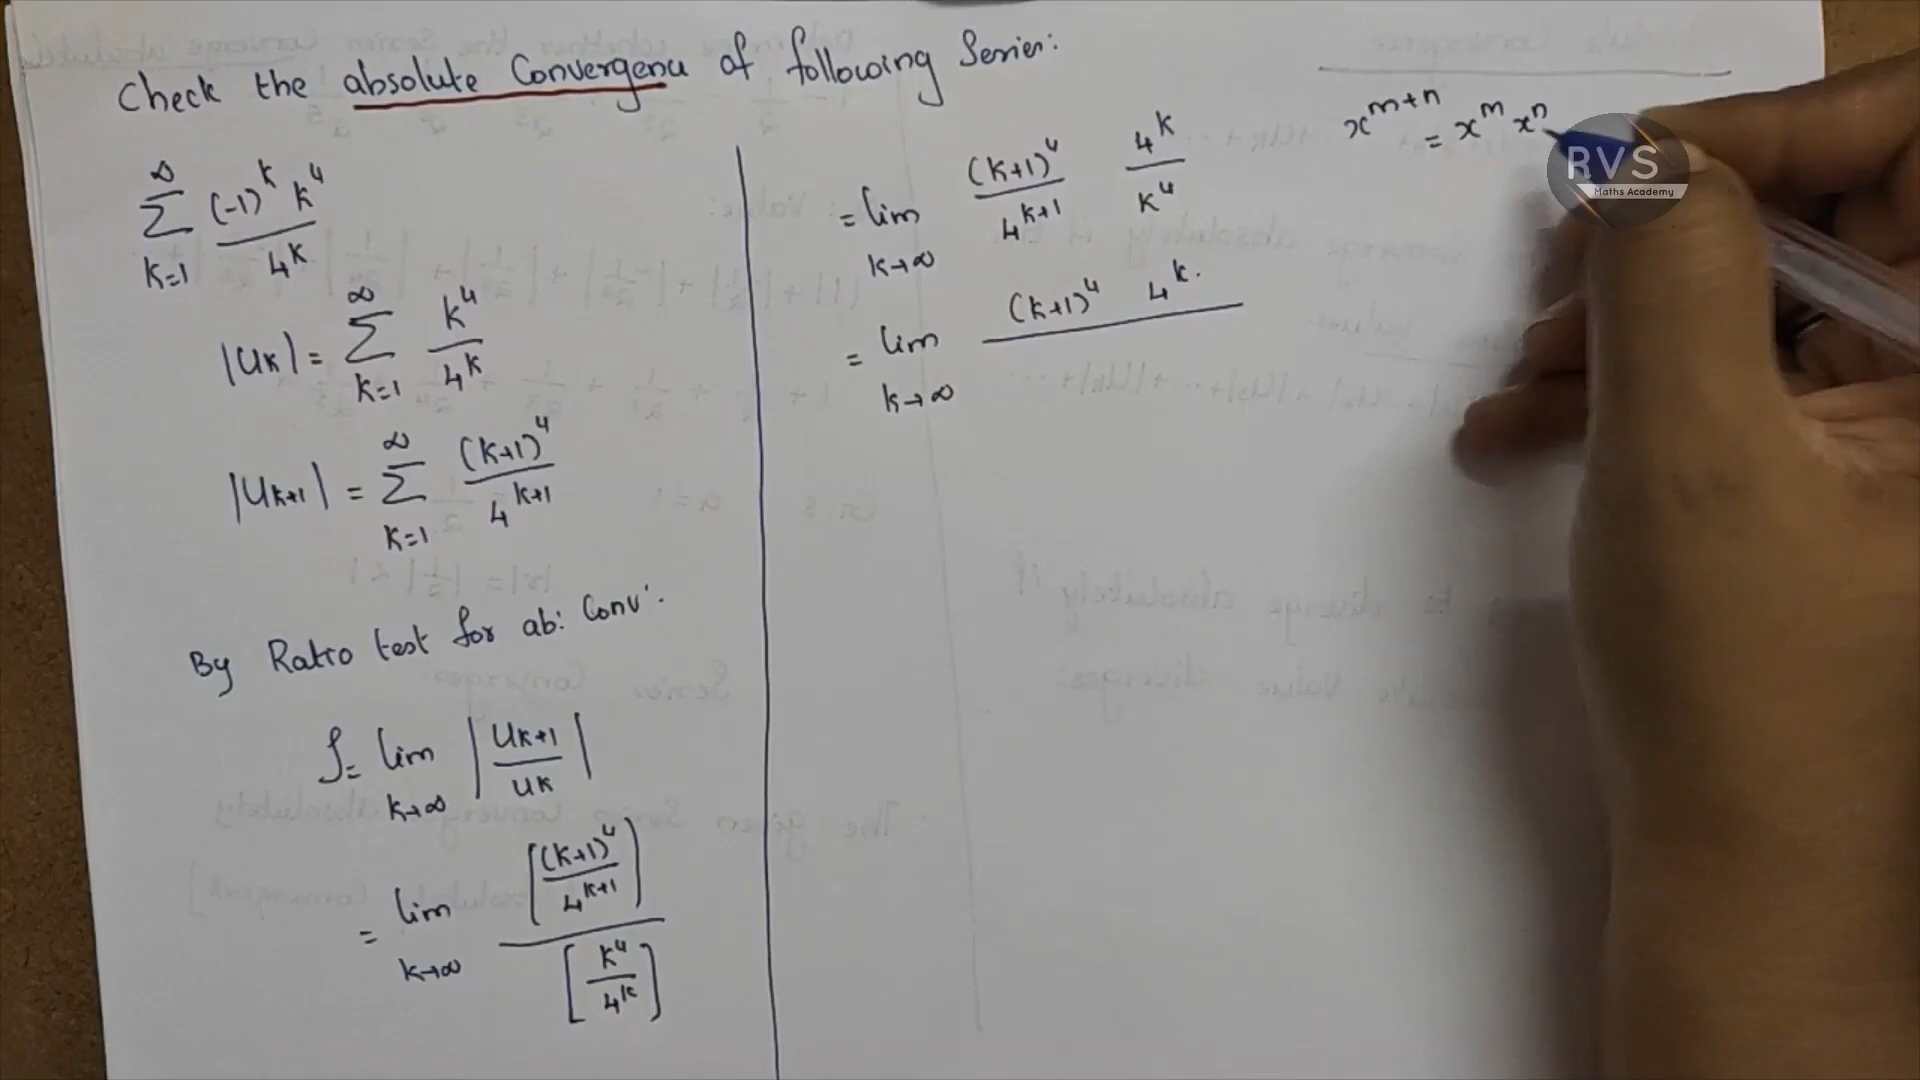 Check the absolute Convergence of following Series:
∞
Σ (-1)^k k^4 / 4^k
k=1
|Uk| = ∞ Σ k=1 k^4 / 4^k
|Uk+1| = ∞ Σ k=1 (k+1)^4 / 4^k+1
By Ratio test for ab: Conv'.
ρ = lim k→∞ |Uk+1 / Uk|
= lim k→∞ [(k+1)^4 / 4^k+1] / [k^4 / 4^k]
= lim k→∞ (k+1)^4 / 4^k+1 4^k / k^4
= lim k→∞ (k+1)^4 4^k.
x^m+n
= x^m x^n
RVS
Maths Academy